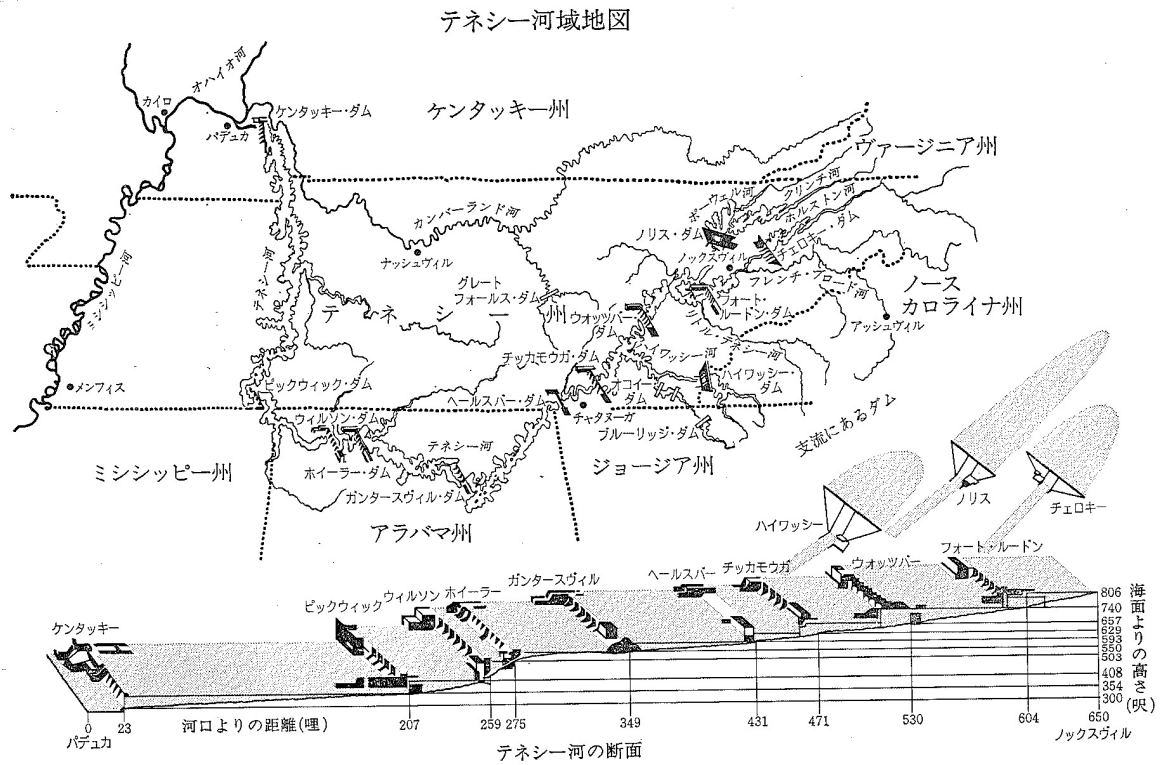 テネシー河域地図
オハイオ河
カイロ
パデュカ
ケンタッキー・ダム
ケンタッキー州
ヴァージニア州
ポーウェル河
クリンチ河
ホルストン河
チェロキー・ダム
カンバーランド河
ノリス・ダム
ナッシュヴィル
ノックスヴィル
フレンチ・ブロード河
ミシシッピー河
テネシー河
グレート
フォールス・ダム
テネシー州
ウォッツバー・
ダム
フォート・
ルードン・ダム
ノース
カロライナ州
アッシュヴィル
リトル・テネシー河
チッカモウガ・ダム
ハイワッシー河
ハイワッシー・
ダム
メンフィス
ピックウィック・ダム
ヘールスバー・ダム
オコイー・
ダム
チャタヌーガ
ウィルソン・ダム
ブルーリッジ・ダム
テネシー河
ミシシッピー州
ホイーラー・ダム
ジョージア州
ガンタースヴィル・ダム
アラバマ州
支流にあるダム
ハイワッシー
ノリス
チェロキー
ケンタッキー
ピックウィック
ウィルソン
ホイーラー
ガンタースヴィル
ヘールスバー
チッカモウガ
ウォッツバー
フォート・ルードン
806
740
657
629
593
550
503
408
354
300
海面よりの高さ(呎)
0
23
河口よりの距離(哩)
207
259
275
349
431
471
530
604
650
パデュカ
ノックスヴィル
テネシー河の断面